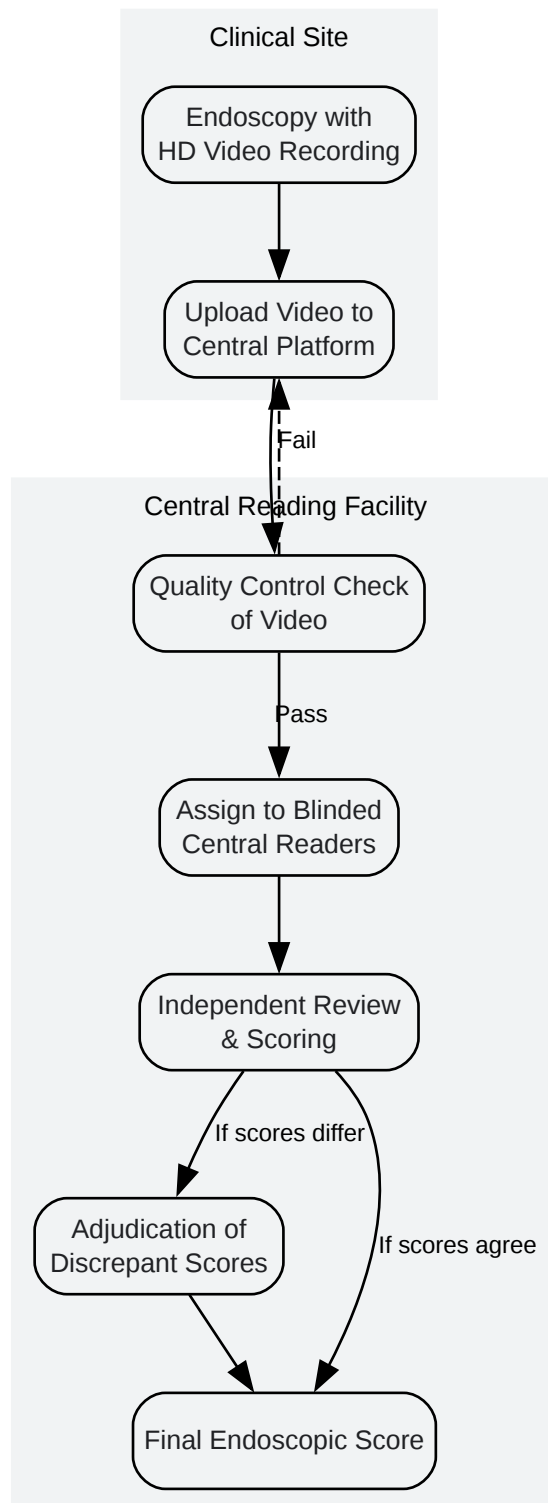 Clinical Site
Endoscopy with
HD Video Recording
Upload Video to
Central Platform
Fail
Central Reading Facility
Quality Control Check
of Video
Pass
Assign to Blinded
Central Readers
Independent Review
& Scoring
If scores differ
Adjudication of
Discrepant Scores
If scores agree
Final Endoscopic Score